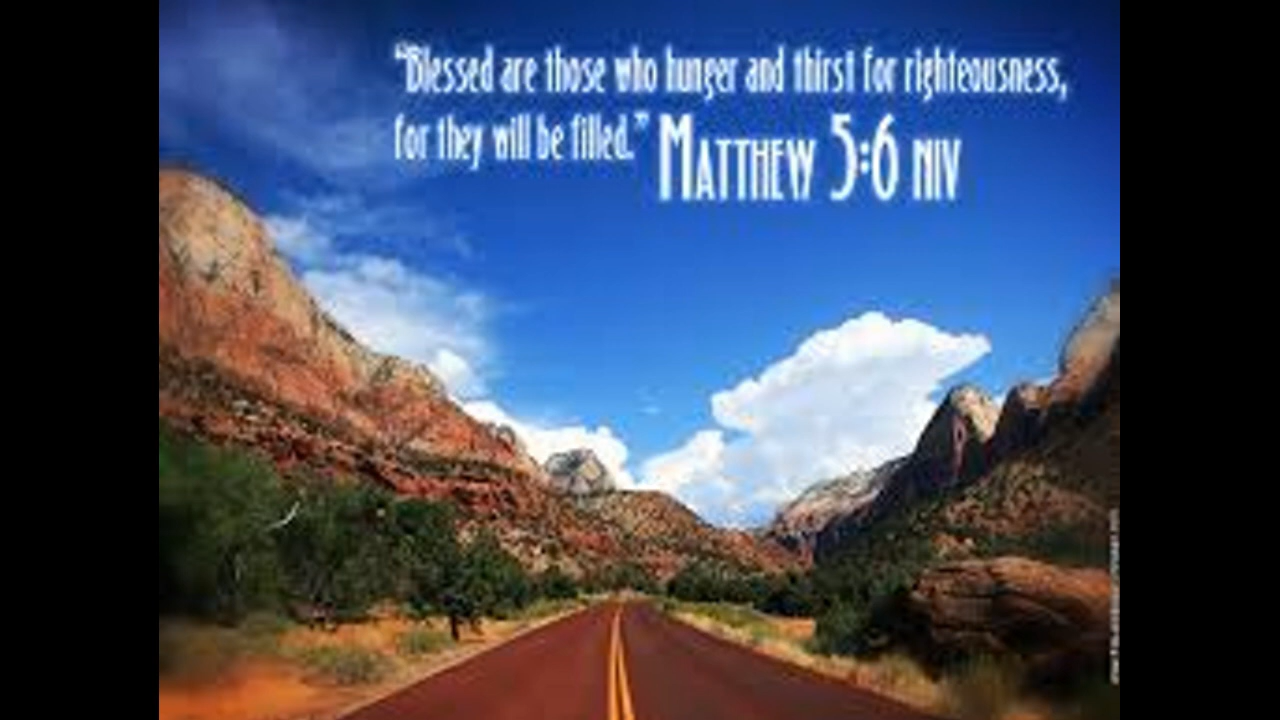 “Blessed are those who hunger and thirst for righteousness,
for they will be filled.” MATTHEW 5:6 NIV